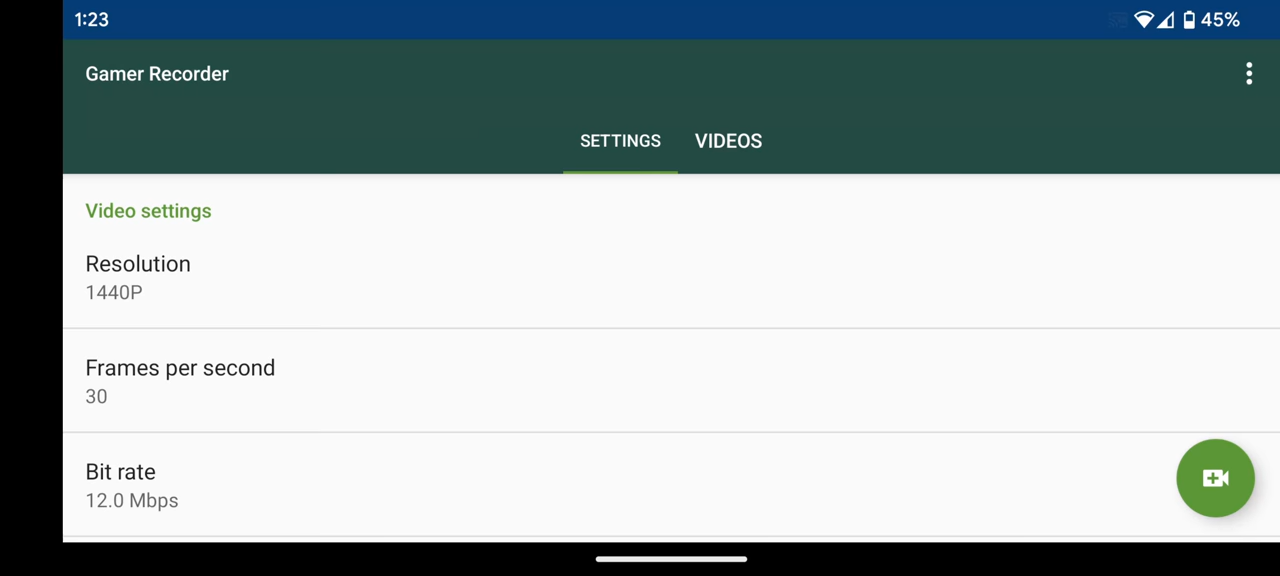 1:23
45%
Gamer Recorder
SETTINGS
VIDEOS
Video settings
Resolution
1440P
Frames per second
30
Bit rate
12.0 Mbps